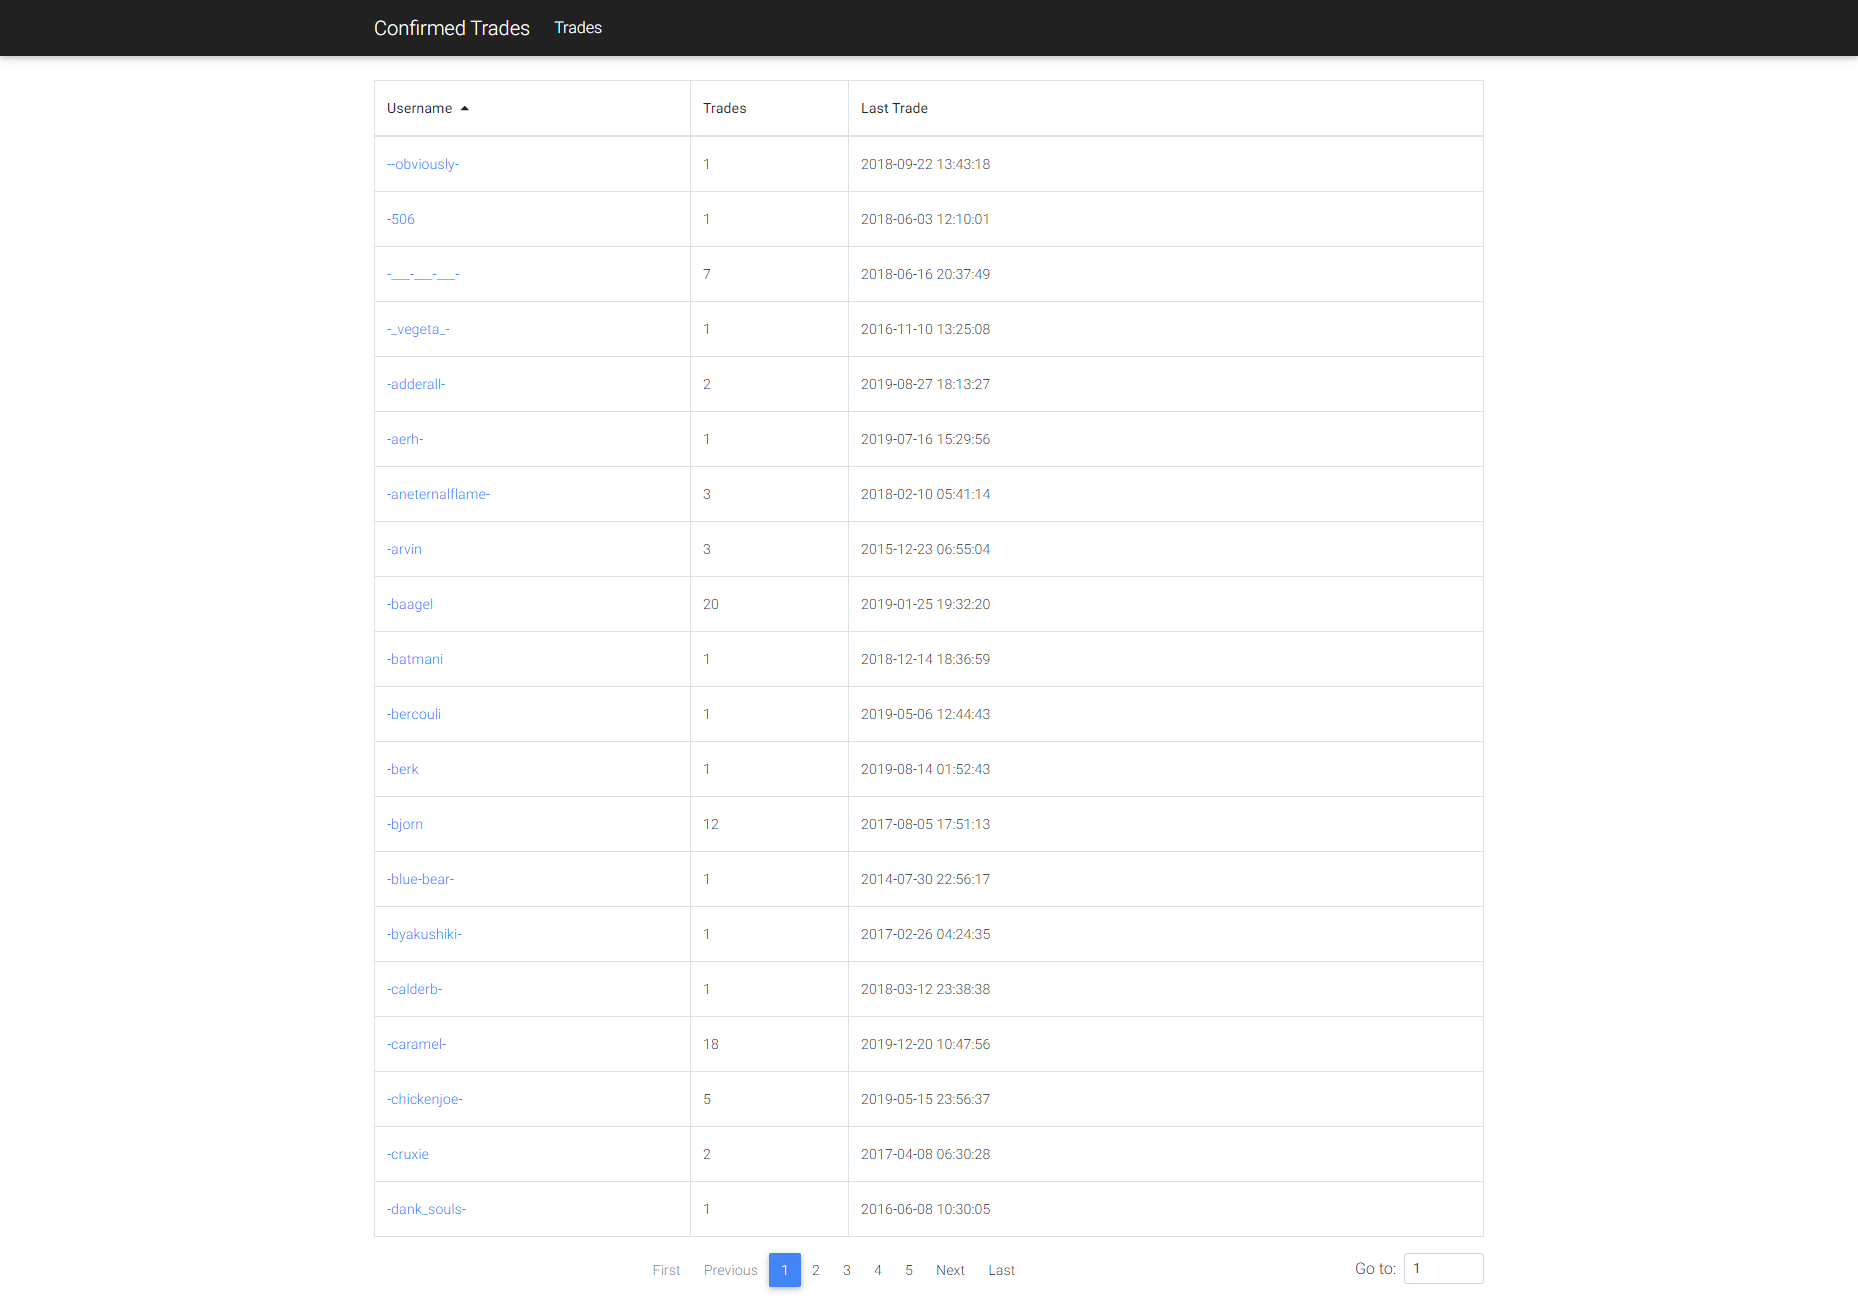 Confirmed Trades Trades
Username Trades Last Trade
--obviously- 1 2018-09-22 13:43:18
-506 1 2018-06-03 12:10:01
-___-___-___- 7 2018-06-16 20:37:49
-_vegeta_- 1 2016-11-10 13:25:08
-adderall- 2 2019-08-27 18:13:27
-aerh- 1 2019-07-16 15:29:56
-aneternalflame- 3 2018-02-10 05:41:14
-arvin 3 2015-12-23 06:55:04
-baagel 20 2019-01-25 19:32:20
-batmani 1 2018-12-14 18:36:59
-bercouli 1 2019-05-06 12:44:43
-berk 1 2019-08-14 01:52:43
-bjorn 12 2017-08-05 17:51:13
-blue-bear- 1 2014-07-30 22:56:17
-byakushiki- 1 2017-02-26 04:24:35
-calderb- 1 2018-03-12 23:38:38
-caramel- 18 2019-12-20 10:47:56
-chickenjoe- 5 2019-05-15 23:56:37
-cruxie 2 2017-04-08 06:30:28
-dank_souls- 1 2016-06-08 10:30:05
First Previous 1 2 3 4 5 Next Last Go to: 1